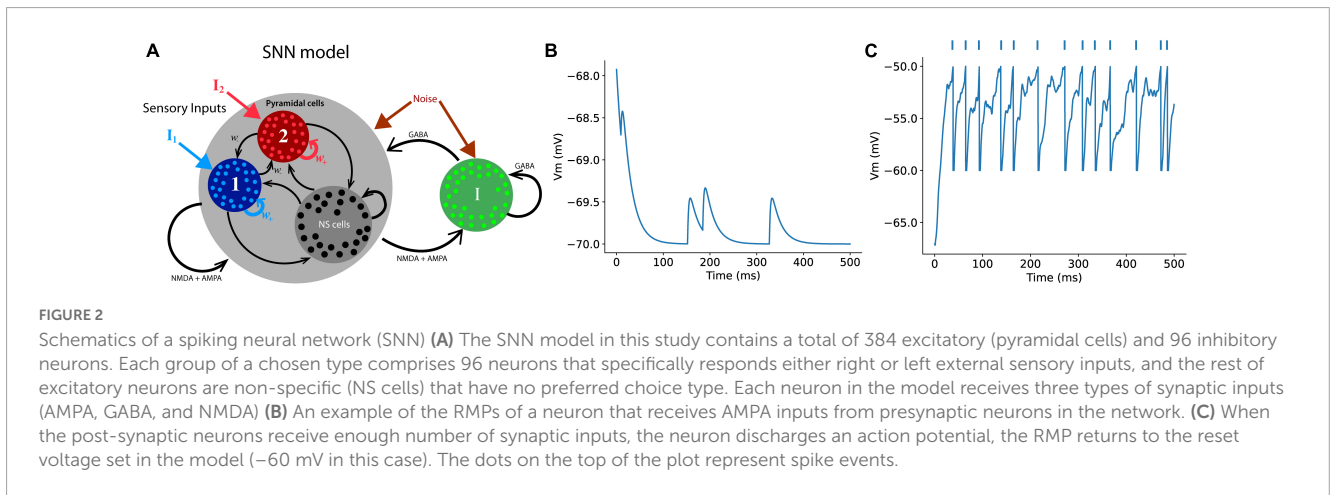 A
SNN model
I2
Sensory Inputs
Pyramidal cells
Noise
I1
2
w_
w+
GABA
1
w_
w+
NS cells
I
GABA
NMDA + AMPA
NMDA + AMPA
B
−68.0
−68.5
−69.0
−69.5
−70.0
Vm (mV)
0 100 200 300 400 500
Time (ms)
C
−50.0
−55.0
−60.0
−65.0
Vm (mV)
0 100 200 300 400 500
Time (ms)
FIGURE 2
Schematics of a spiking neural network (SNN) (A) The SNN model in this study contains a total of 384 excitatory (pyramidal cells) and 96 inhibitory
neurons. Each group of a chosen type comprises 96 neurons that specifically responds either right or left external sensory inputs, and the rest of
excitatory neurons are non-specific (NS cells) that have no preferred choice type. Each neuron in the model receives three types of synaptic inputs
(AMPA, GABA, and NMDA) (B) An example of the RMPs of a neuron that receives AMPA inputs from presynaptic neurons in the network. (C) When
the post-synaptic neurons receive enough number of synaptic inputs, the neuron discharges an action potential, the RMP returns to the reset
voltage set in the model (–60 mV in this case). The dots on the top of the plot represent spike events.